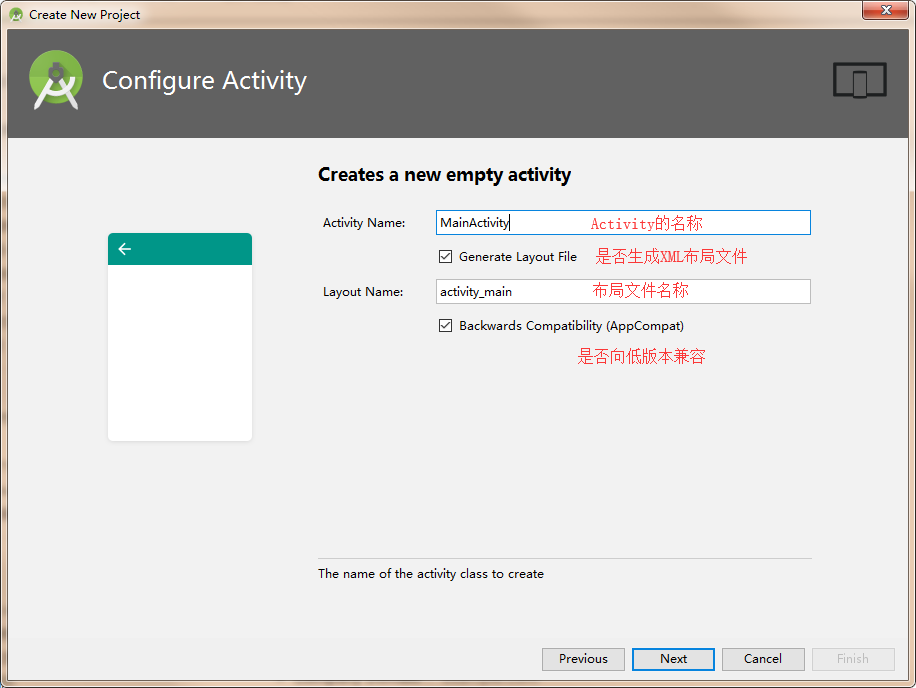 Create New Project
Configure Activity
Creates a new empty activity
Activity Name: MainActivity Activity的名称
Generate Layout File 是否生成XML布局文件
Layout Name: activity_main 布局文件名称
Backwards Compatibility (AppCompat)
是否向低版本兼容
The name of the activity class to create
Previous Next Cancel Finish